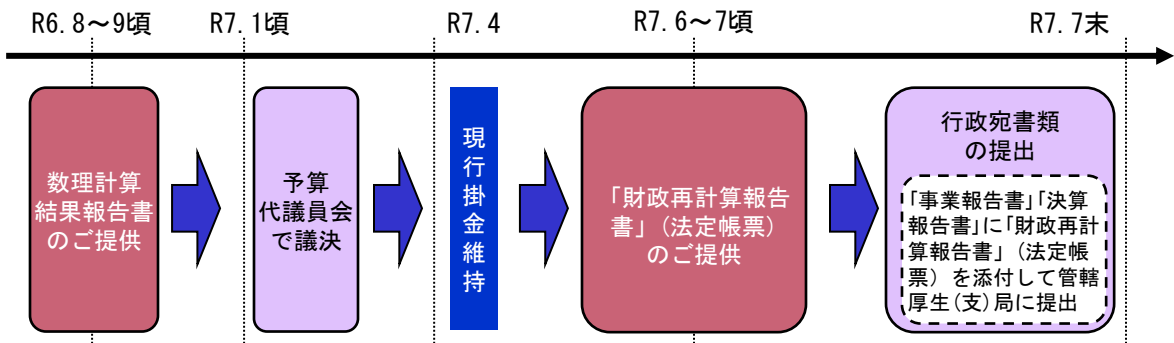 R6.8～9頃
R7.1頃
R7.4
R7.6～7頃
R7.7末
数理計算
結果報告書
のご提供
予算
代議員会
で議決
現行掛金維持
「財政再計算報告
書」（法定帳票）
のご提供
行政宛書類
の提出
「事業報告書」「決算
報告書」に「財政再計
算報告書」（法定帳
票）を添付して管轄
厚生(支)局に提出